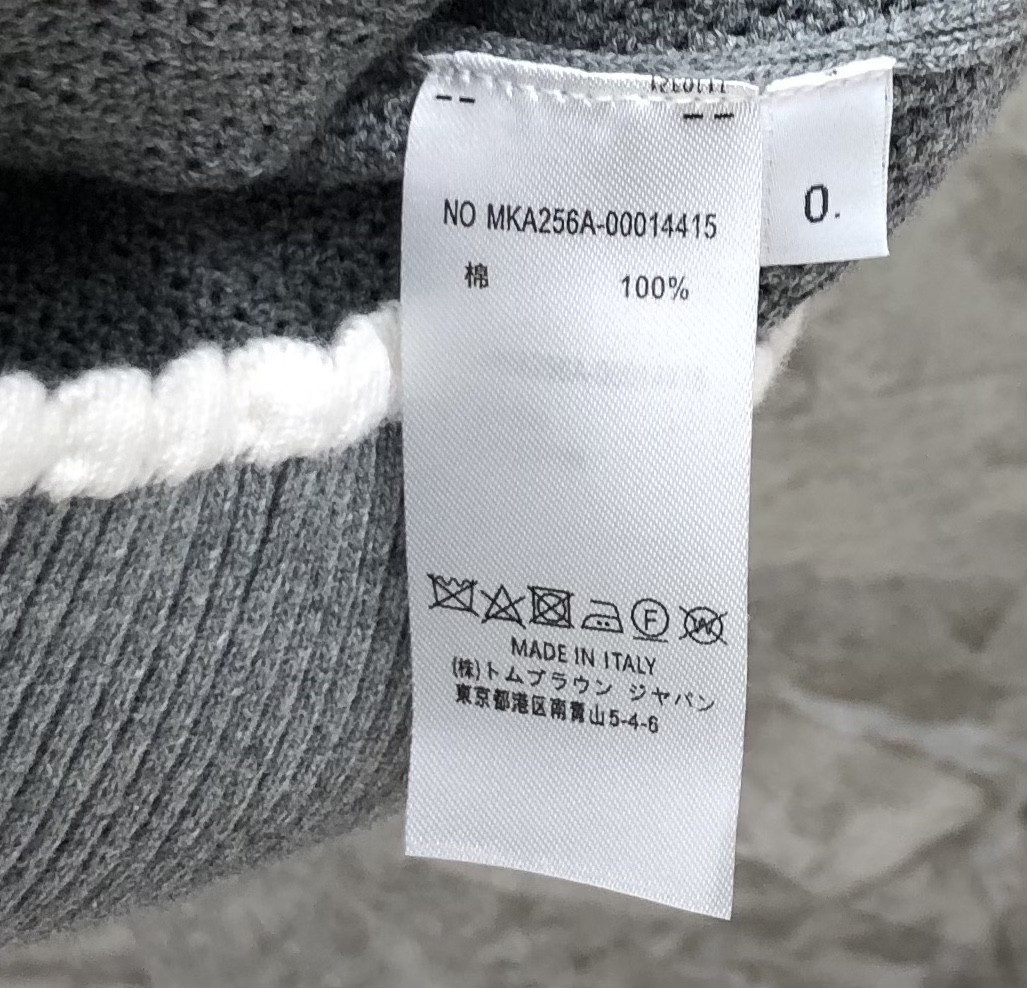 -- --
NO MKA256A-00014415
棉 100%
F W
MADE IN ITALY
(株)トムブラウン ジャパン
東京都港区南青山5-4-6
0.